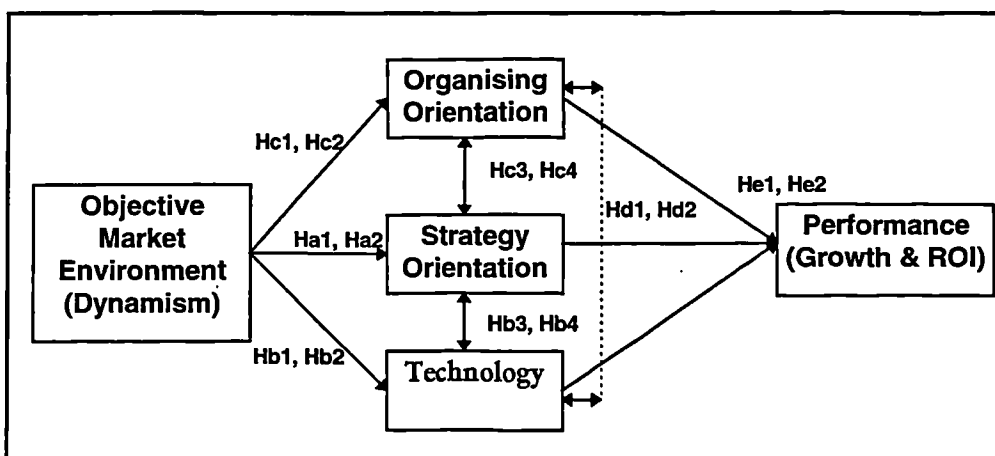 Organising
Orientation
Hc1, Hc2
Hc3, Hc4
He1, He2
Hd1, Hd2
Objective
Market
Environment
(Dynamism)
Ha1, Ha2
Strategy
Orientation
Performance
(Growth & ROI)
Hb3, Hb4
Hb1, Hb2
Technology